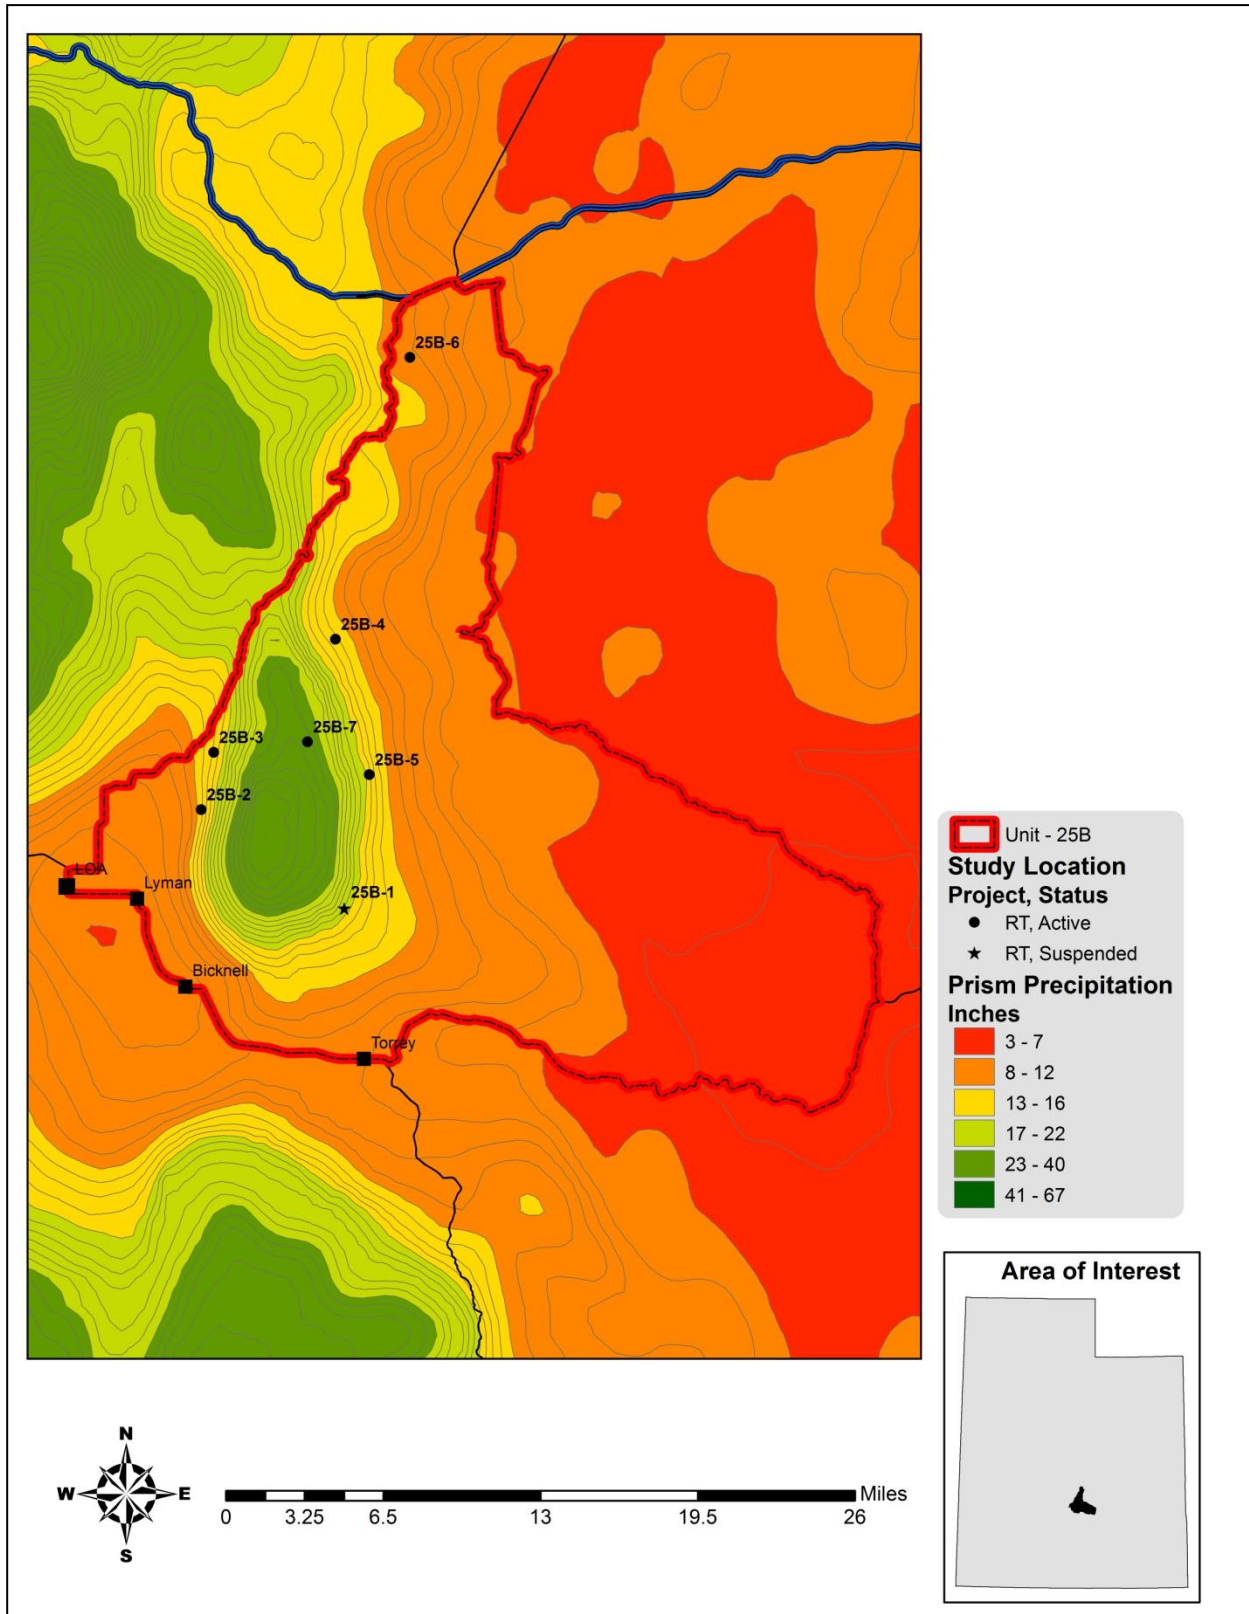 25B-6
25B-4
25B-7
25B-3
25B-5
25B-2
LOA
Lyman
25B-1
Bicknell
Torrey
Unit - 25B
Study Location
Project, Status
RT, Active
RT, Suspended
Prism Precipitation
Inches
3 - 7
8 - 12
13 - 16
17 - 22
23 - 40
41 - 67
Area of Interest
N
W E
S
Miles
0 3.25 6.5 13 19.5 26